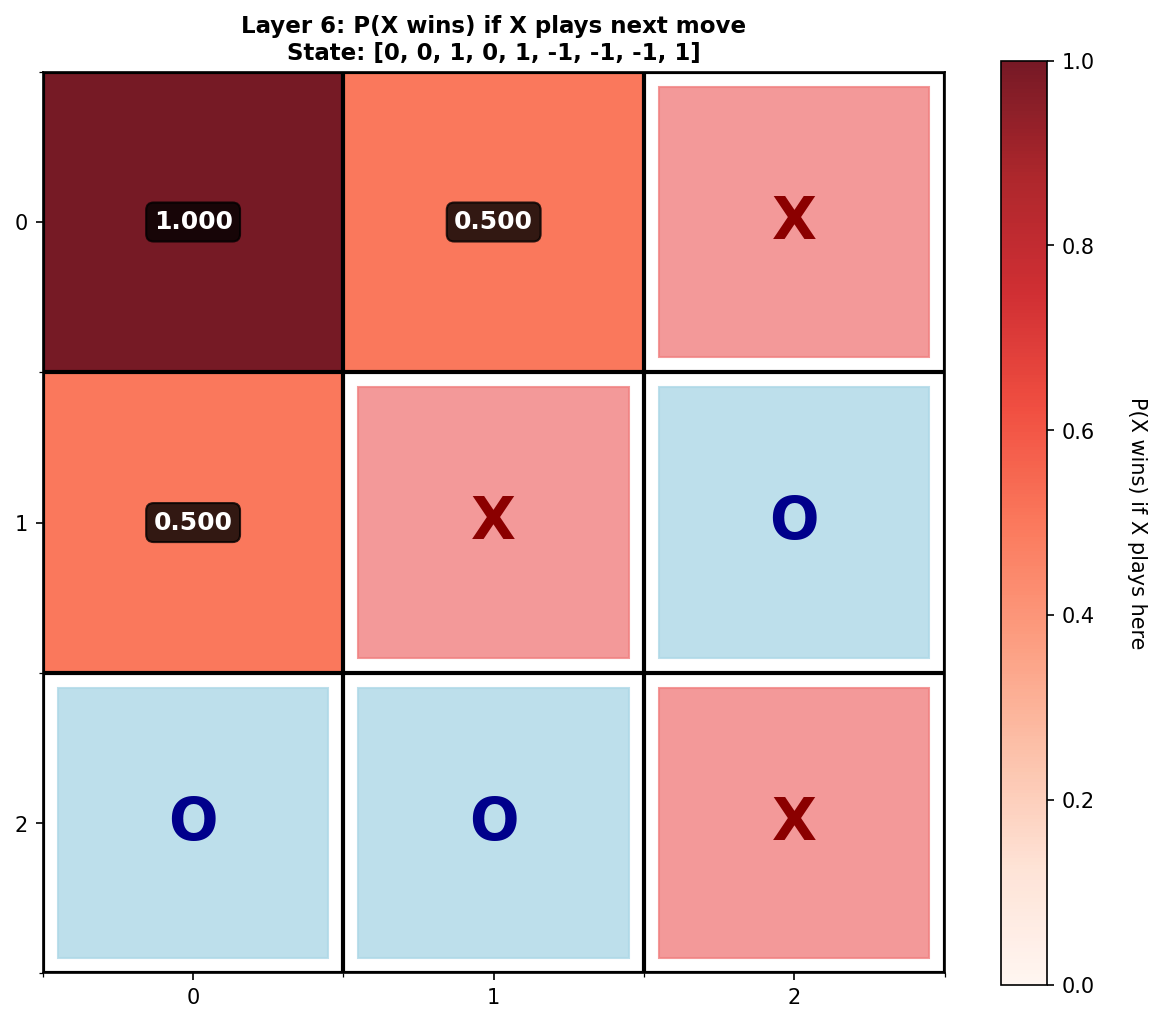 Layer 6: P(X wins) if X plays next move
State: [0, 0, 1, 0, 1, -1, -1, -1, 1]
1.0
0
1.000
0.500
X
0.8
0.6
P(X wins) if X plays here
1
0.500
X
O
0.4
0.2
2
O
O
X
0.0
0
1
2